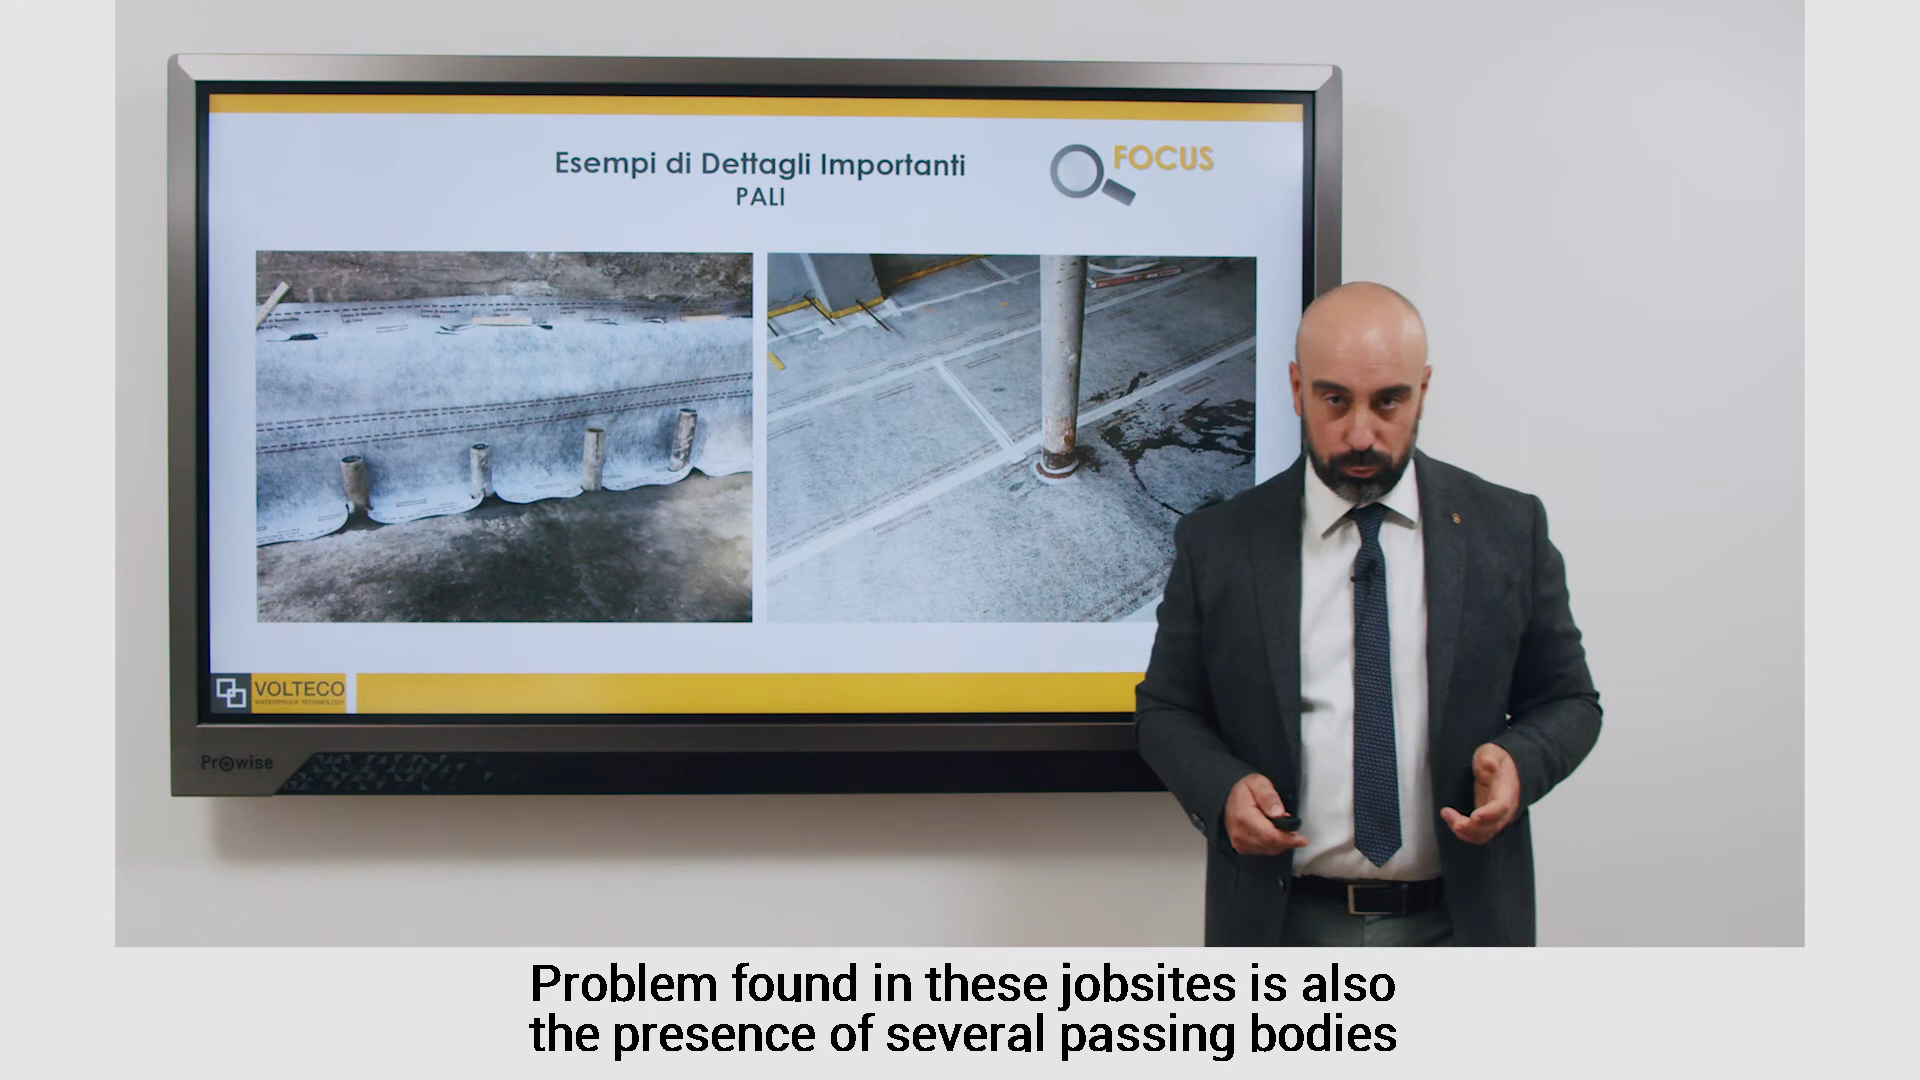 Esempi di Dettagli Importanti
PALI
FOCUS
VOLTECO
WATERPROOF TECHNOLOGY
Prowise
Problem found in these jobsites is also
the presence of several passing bodies